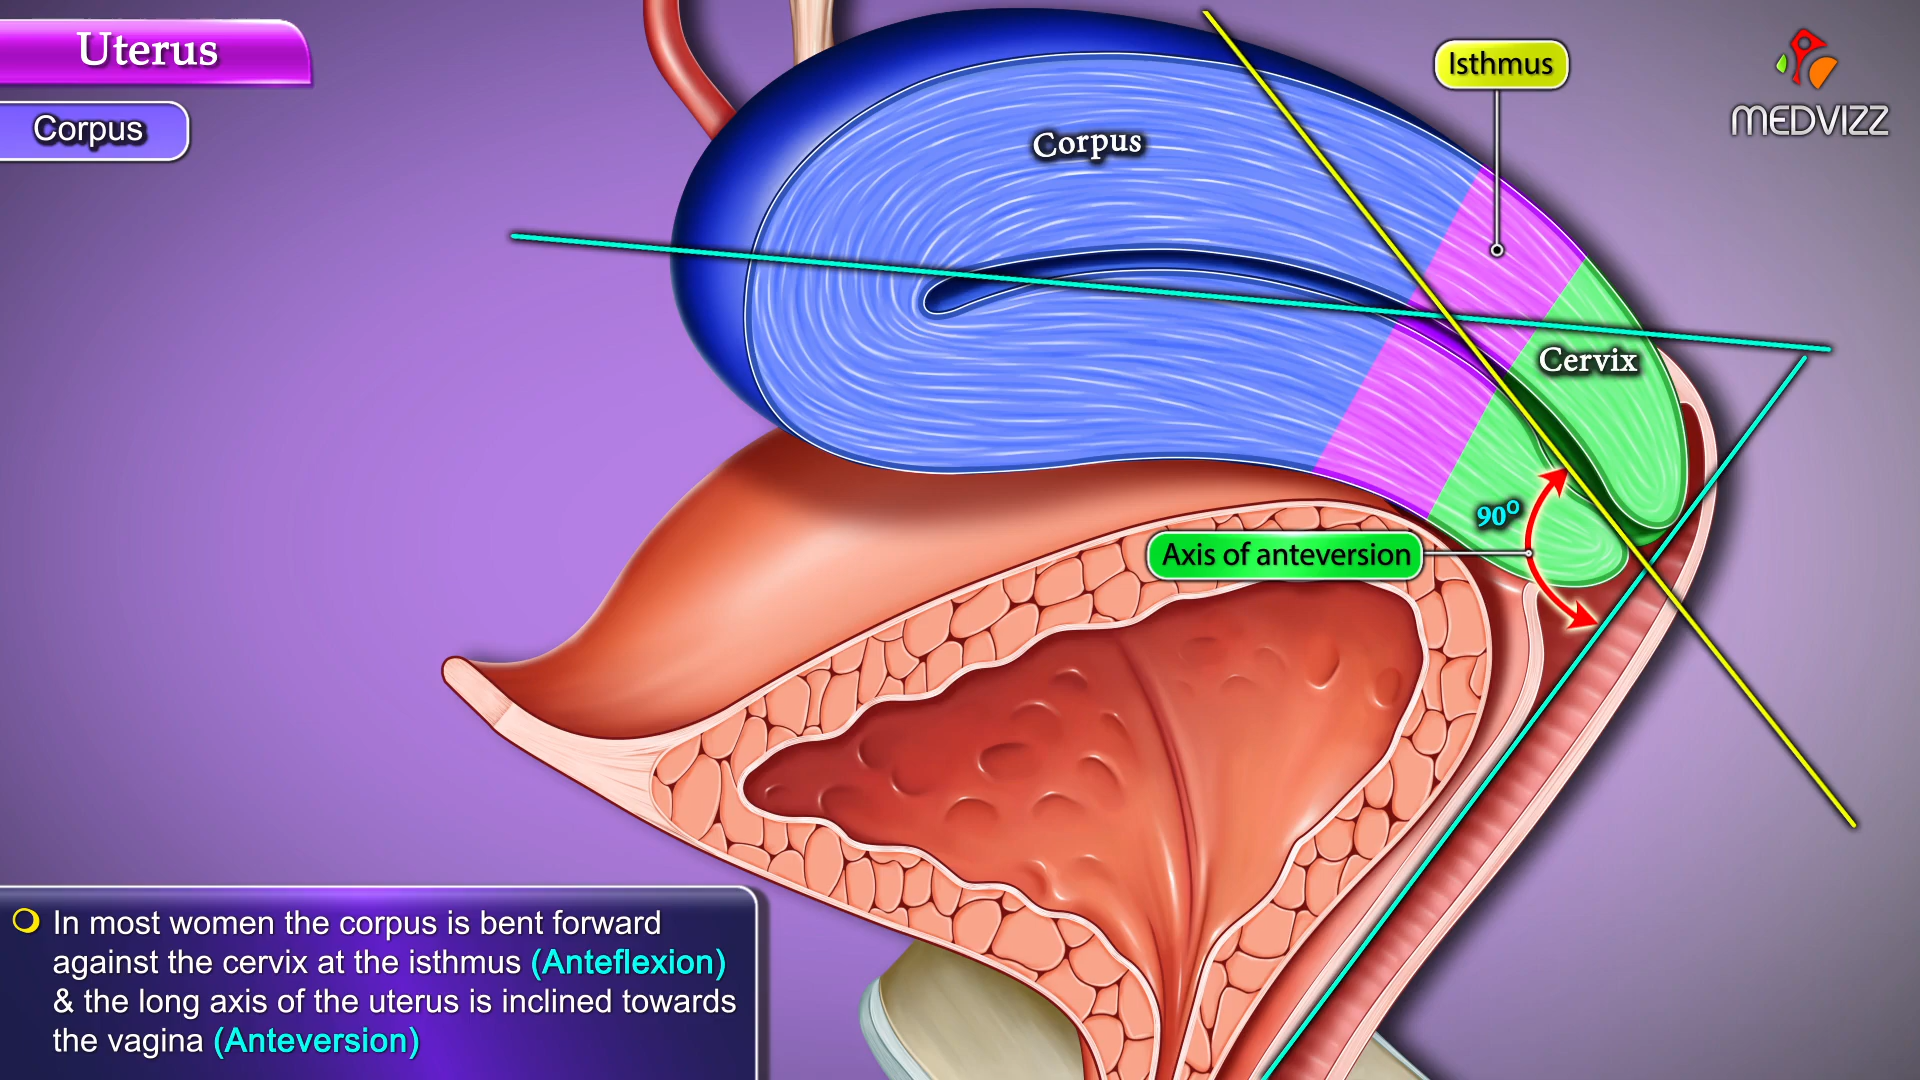 Uterus
Corpus
Isthmus
MEDVIZZ
Corpus
Cervix
90°
Axis of anteversion
In most women the corpus is bent forward
against the cervix at the isthmus (Anteflexion)
& the long axis of the uterus is inclined towards
the vagina (Anteversion)